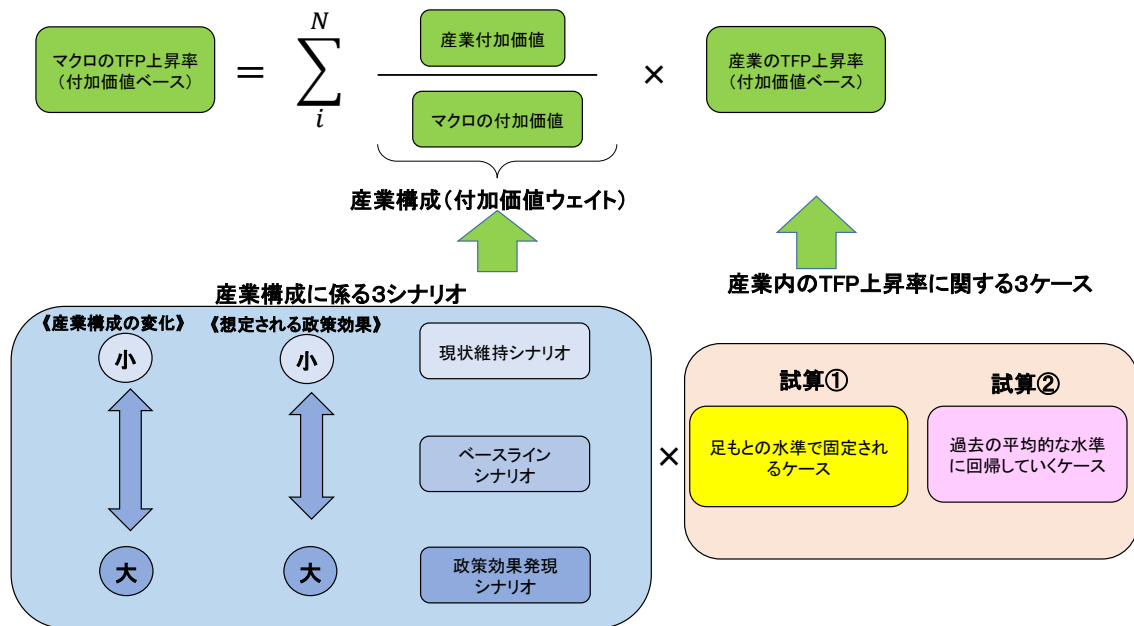 マクロのTFP上昇率
（付加価値ベース）
=
N
∑
i
産業付加価値
マクロの付加価値
×
産業のTFP上昇率
（付加価値ベース）
産業構成（付加価値ウェイト）
産業構成に係る3シナリオ
《産業構成の変化》
《想定される政策効果》
小
小
現状維持シナリオ
ベースライン
シナリオ
大
大
政策効果発現
シナリオ
×
産業内のTFP上昇率に関する3ケース
試算①
試算②
足もとの水準で固定され
るケース
過去の平均的な水準
に回帰していくケース